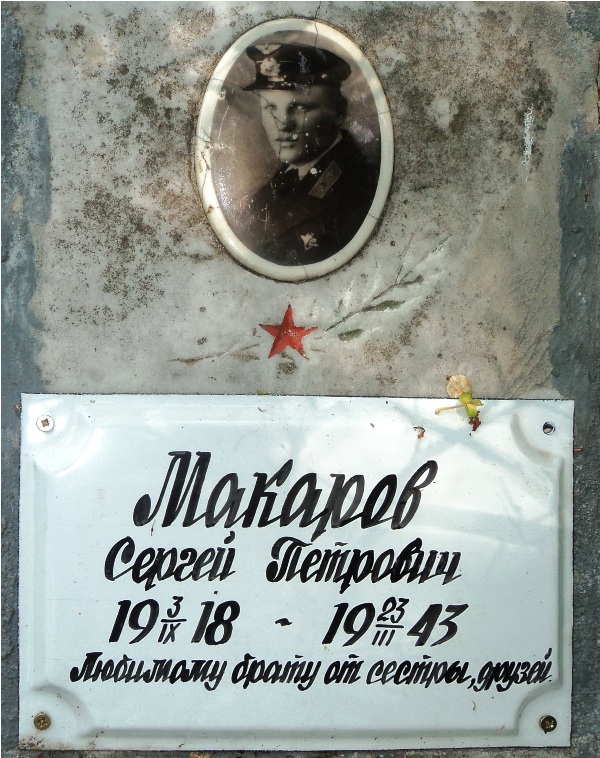 Макаров
Сергей Петрович
19 3/IX 18 - 19 23/III 43
Любимому брату от сестры, друзей.